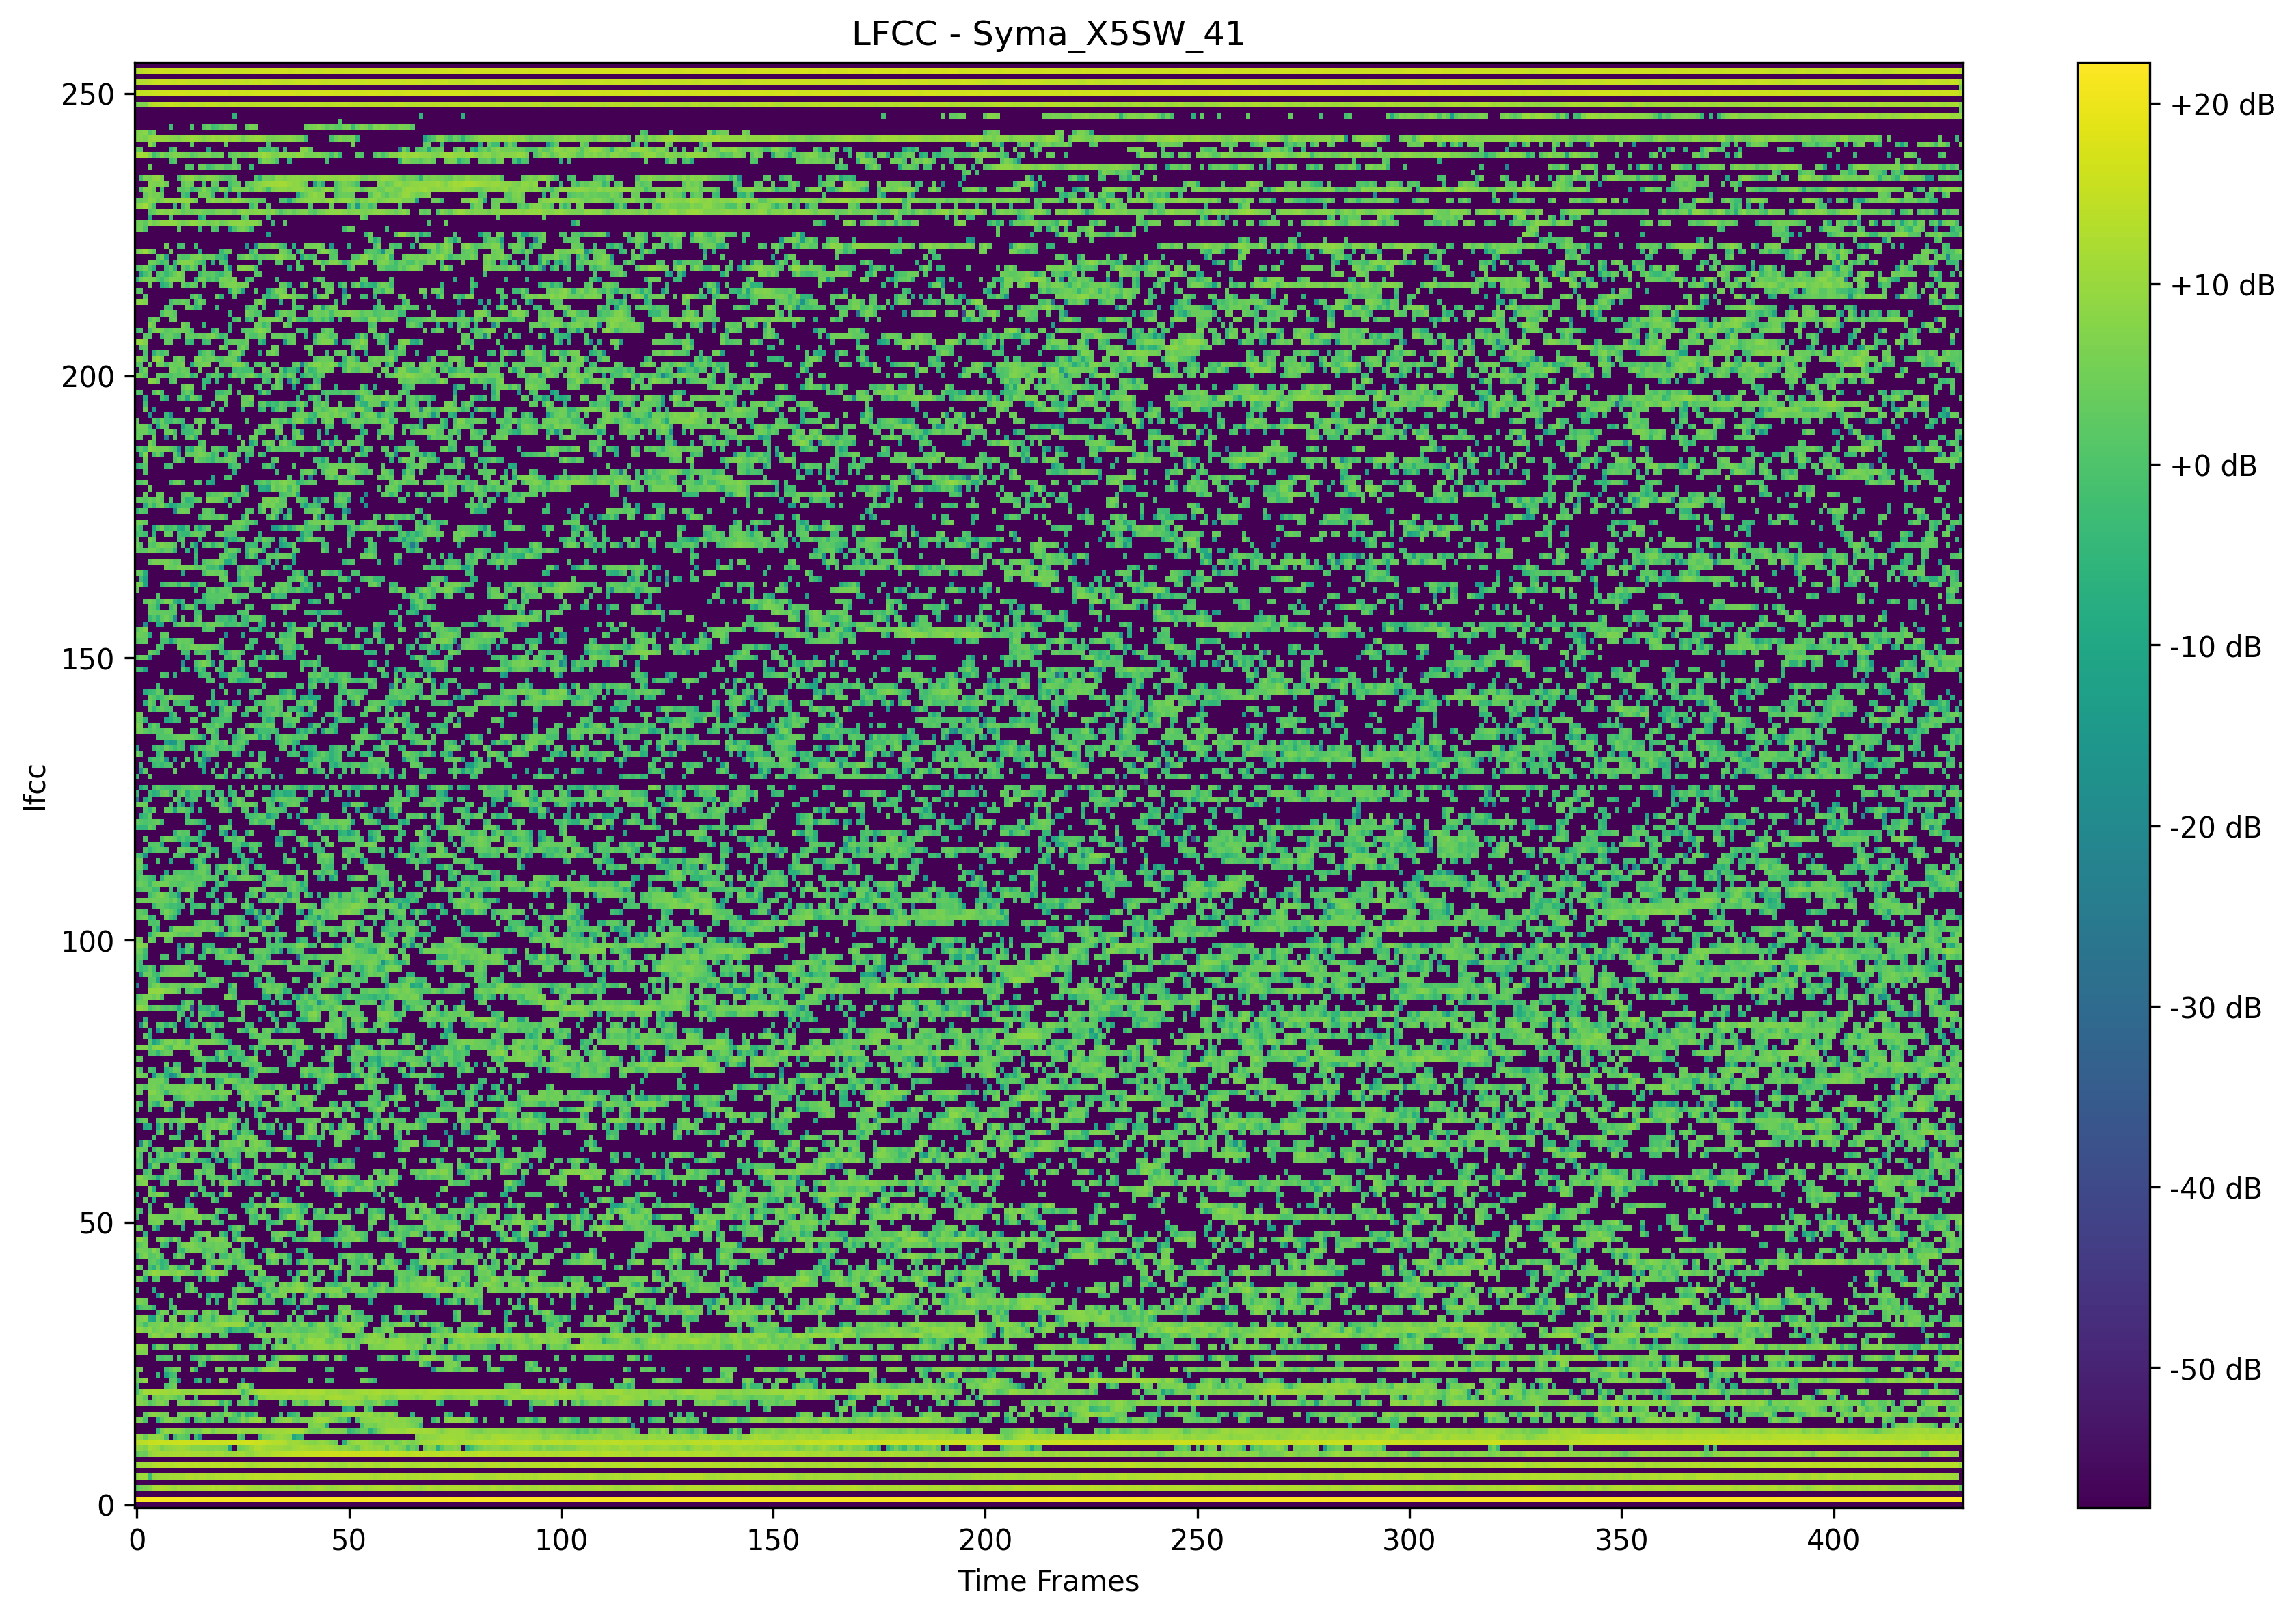 LFCC - Syma_X5SW_41
lfcc
250
200
150
100
50
0
0 50 100 150 200 250 300 350 400
Time Frames
+20 dB
+10 dB
+0 dB
-10 dB
-20 dB
-30 dB
-40 dB
-50 dB